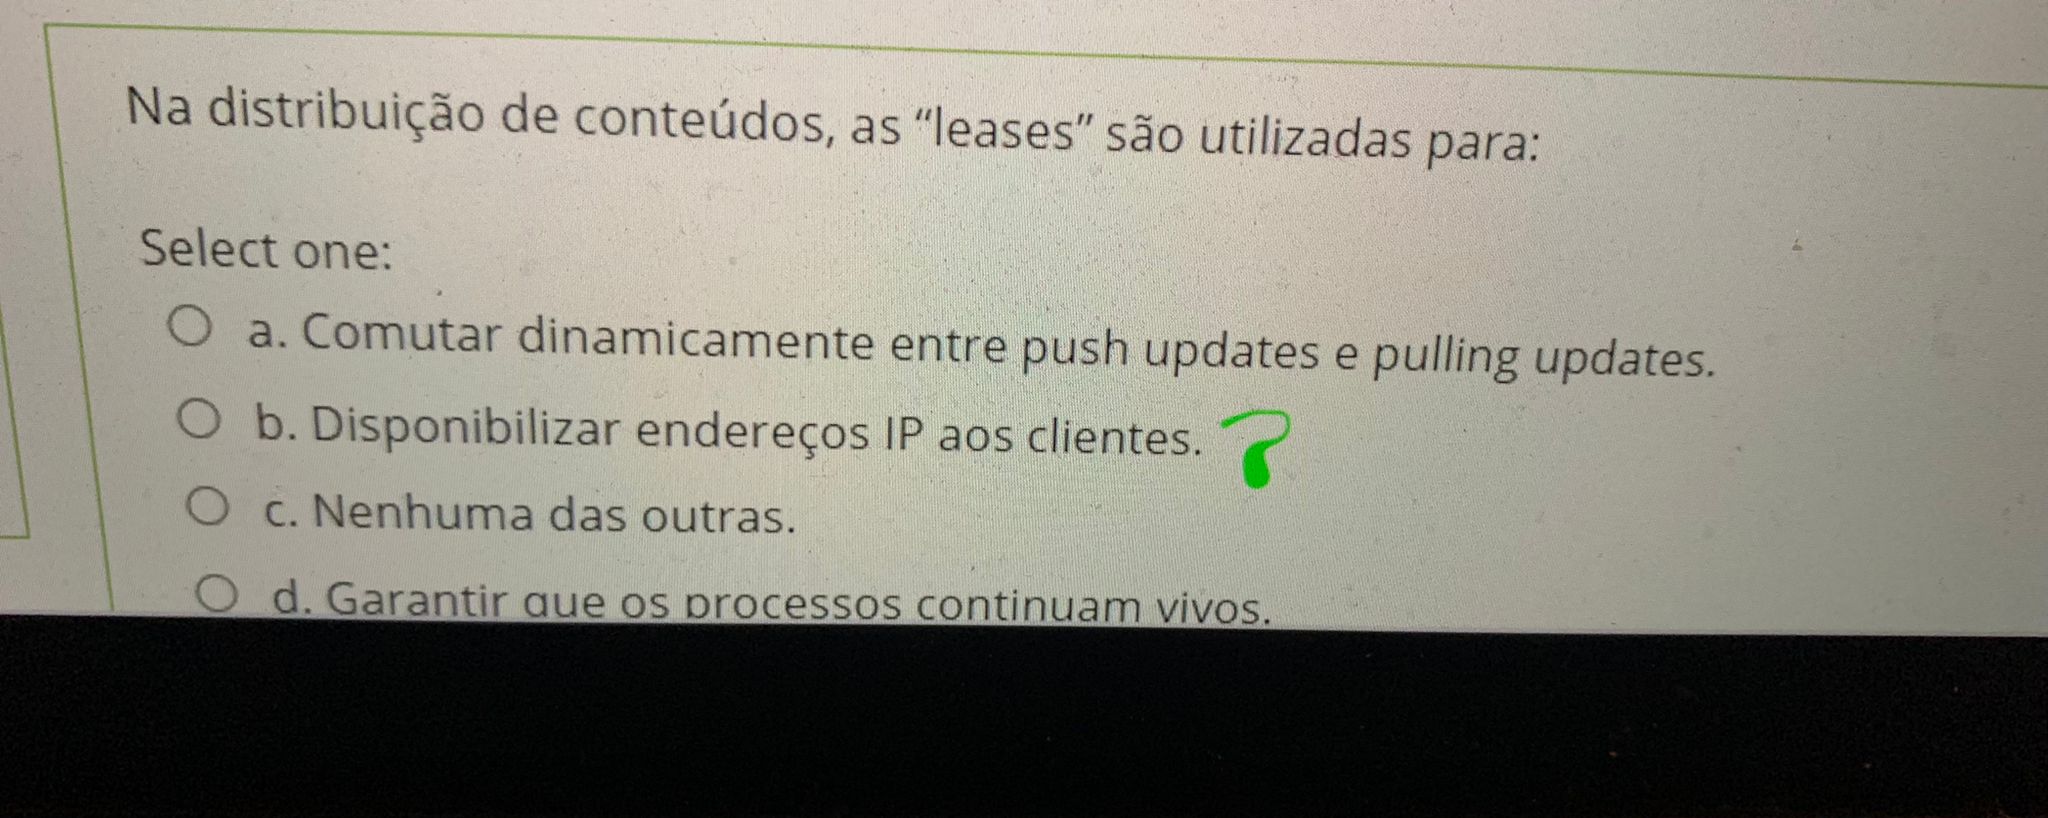 Na distribuição de conteúdos, as “leases” são utilizadas para:
Select one:
a. Comutar dinamicamente entre push updates e pulling updates.
b. Disponibilizar endereços IP aos clientes. ?
c. Nenhuma das outras.
d. Garantir que os processos continuam vivos.